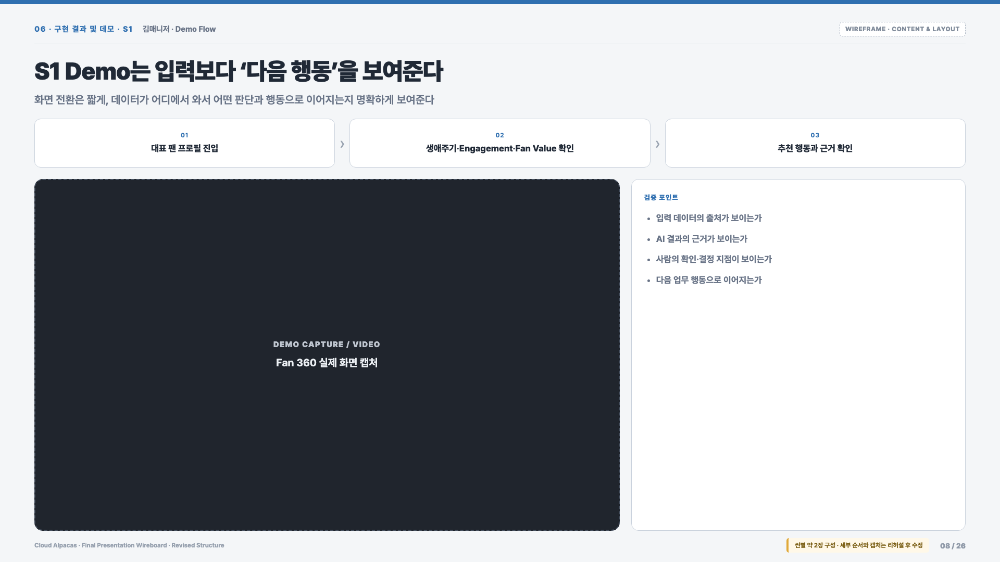 06 · 구현 결과 및 데모 · S1 김매니저 · Demo Flow
WIREFRAME · CONTENT & LAYOUT
S1 Demo는 입력보다 ‘다음 행동’을 보여준다
화면 전환은 짧게, 데이터가 어디에서 와서 어떤 판단과 행동으로 이어지는지 명확하게 보여준다
01
대표 팬 프로필 진입
❯
02
생애주기·Engagement·Fan Value 확인
❯
03
추천 행동과 근거 확인
DEMO CAPTURE / VIDEO
Fan 360 실제 화면 캡처
검증 포인트
• 입력 데이터의 출처가 보이는가
• AI 결과의 근거가 보이는가
• 사람의 확인·결정 지점이 보이는가
• 다음 업무 행동으로 이어지는가
Cloud Alpacas · Final Presentation Wireboard · Revised Structure
씬별 약 2장 구성 · 세부 순서와 캡처는 리허설 후 수정
08 / 26